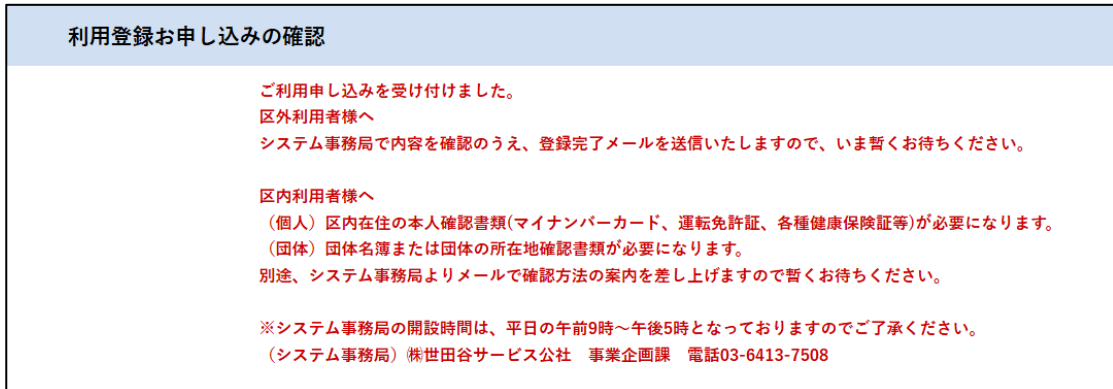 利用登録お申し込みの確認
ご利用申し込みを受け付けました。
区外利用者様へ
システム事務局で内容を確認のうえ、登録完了メールを送信いたしますので、いま暫くお待ちください。
区内利用者様へ
（個人）区内在住の本人確認書類(マイナンバーカード、運転免許証、各種健康保険証等)が必要になります。
（団体）団体名簿または団体の所在地確認書類が必要になります。
別途、システム事務局よりメールで確認方法の案内を差し上げますので暫くお待ちください。
※システム事務局の開設時間は、平日の午前9時～午後5時となっておりますのでご了承ください。
（システム事務局）㈱世田谷サービス公社　事業企画課　電話03-6413-7508